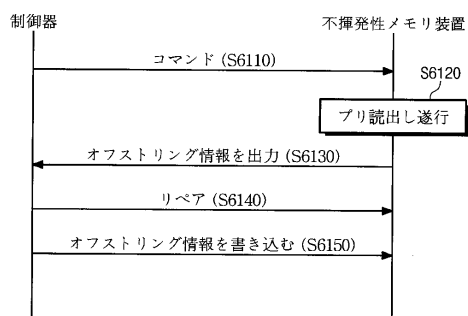 制御器
不揮発性メモリ装置
コマンド (S6110)
S6120
プリ読出し遂行
オフストリング情報を出力 (S6130)
リペア (S6140)
オフストリング情報を書き込む (S6150)